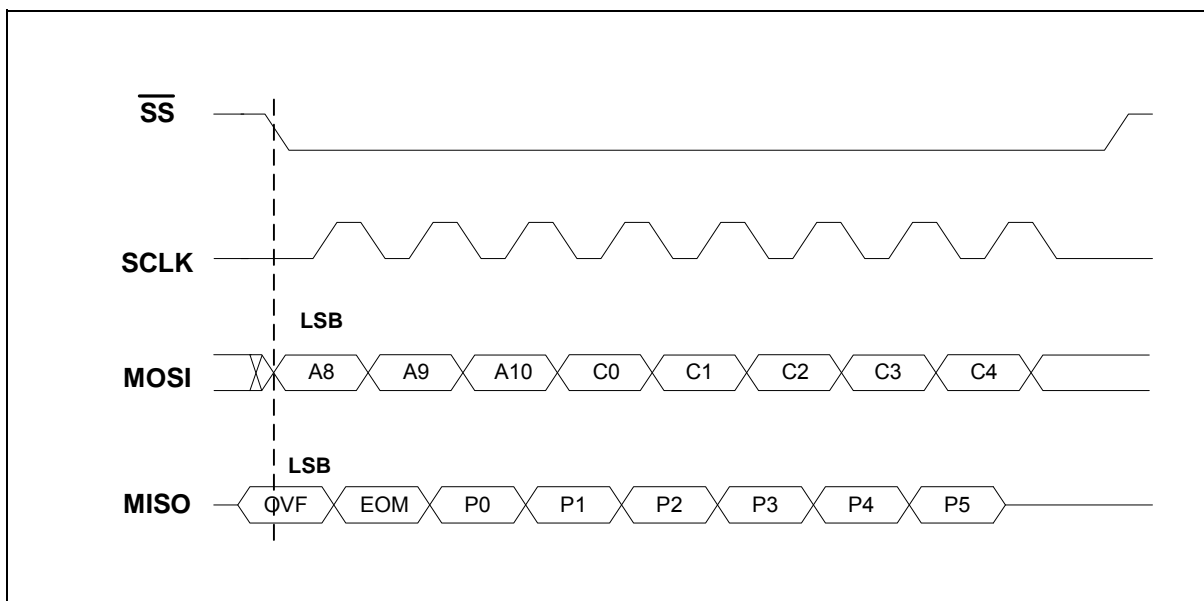 SS
SCLK
LSB
MOSI A8 A9 A10 C0 C1 C2 C3 C4
LSB
MISO OVF EOM P0 P1 P2 P3 P4 P5